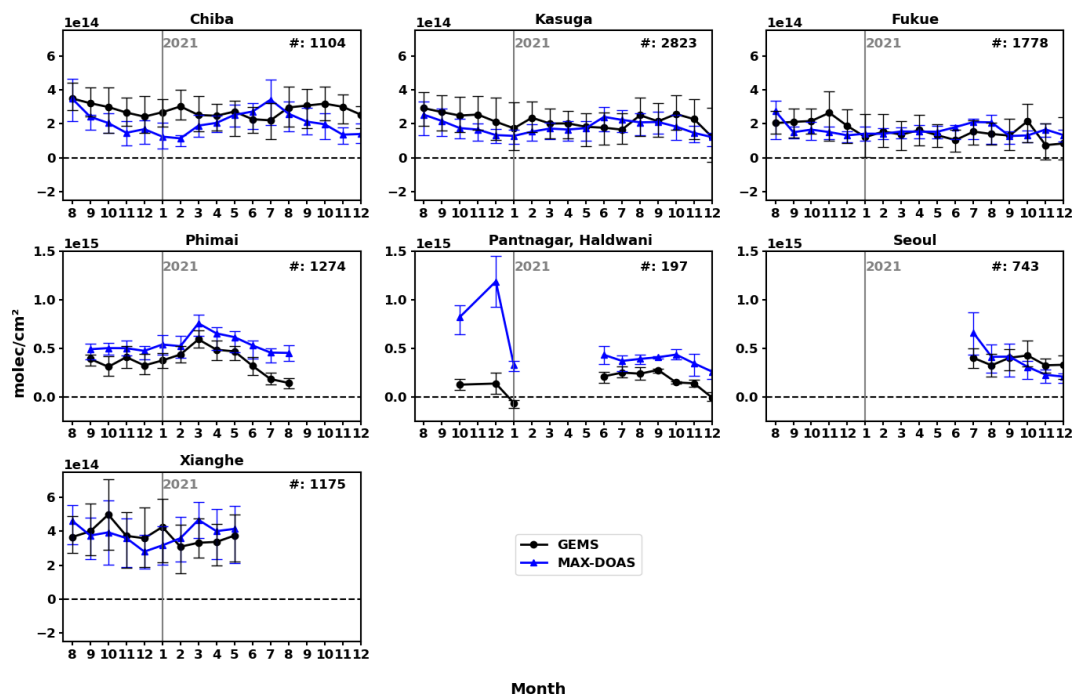 Chiba
Kasuga
Fukue
1e14
1e14
1e14
2021
#: 1104
2021
#: 2823
2021
#: 1778
6
4
2
0
−2
6
4
2
0
−2
6
4
2
0
−2
8 9 10 11 12 1 2 3 4 5 6 7 8 9 10 11 12
8 9 10 11 12 1 2 3 4 5 6 7 8 9 10 11 12
8 9 10 11 12 1 2 3 4 5 6 7 8 9 10 11 12
molec/cm²
Phimai
Pantnagar, Haldwani
Seoul
1e15
1e15
1e15
2021
#: 1274
2021
#: 197
2021
#: 743
1.5
1.0
0.5
0.0
1.5
1.0
0.5
0.0
1.5
1.0
0.5
0.0
8 9 10 11 12 1 2 3 4 5 6 7 8 9 10 11 12
8 9 10 11 12 1 2 3 4 5 6 7 8 9 10 11 12
8 9 10 11 12 1 2 3 4 5 6 7 8 9 10 11 12
Xianghe
1e14
2021
#: 1175
6
4
2
0
−2
8 9 10 11 12 1 2 3 4 5 6 7 8 9 10 11 12
GEMS
MAX-DOAS
Month